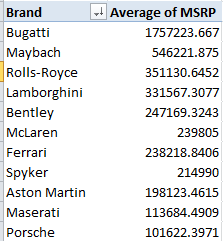 Brand Average of MSRP
Bugatti 1757223.667
Maybach 546221.875
Rolls-Royce 351130.6452
Lamborghini 331567.3077
Bentley 247169.3243
McLaren 239805
Ferrari 238218.8406
Spyker 214990
Aston Martin 198123.4615
Maserati 113684.4909
Porsche 101622.3971